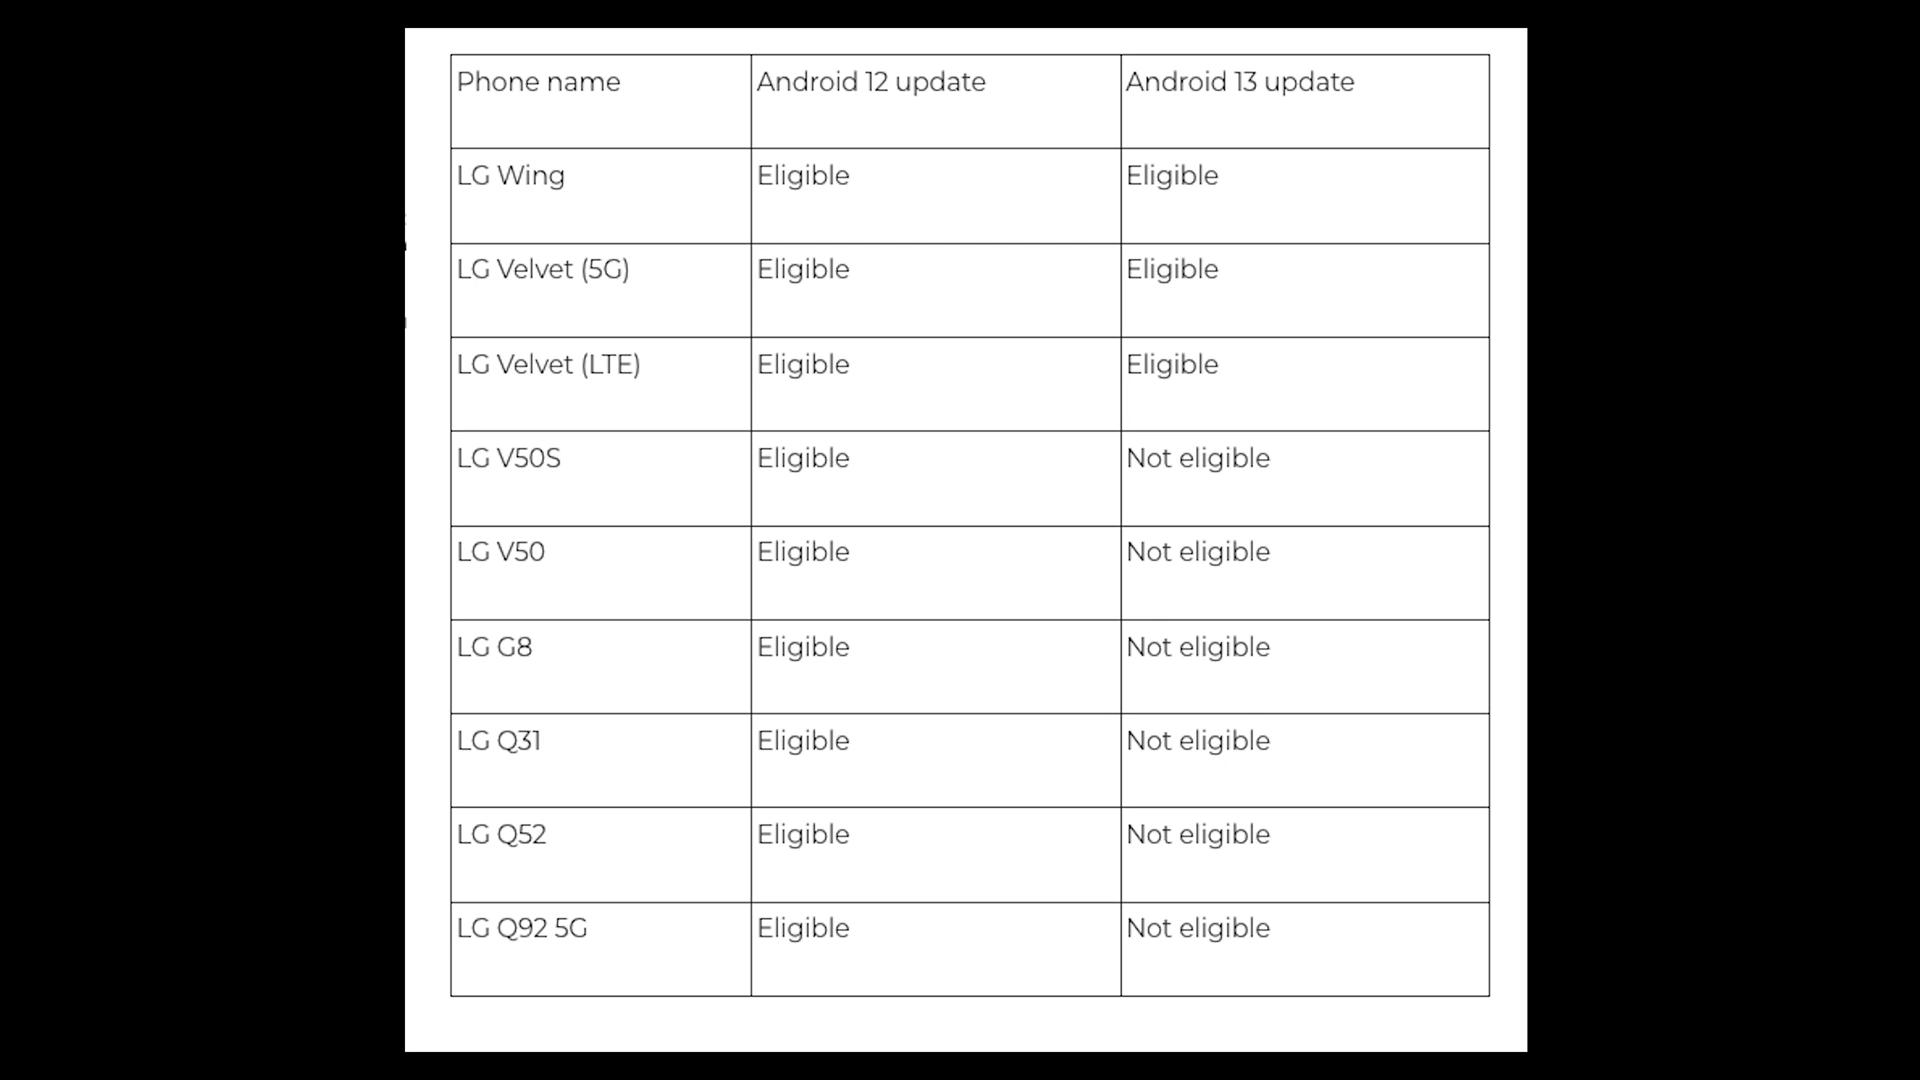 Phone name Android 12 update Android 13 update
LG Wing Eligible Eligible
LG Velvet (5G) Eligible Eligible
LG Velvet (LTE) Eligible Eligible
LG V50S Eligible Not eligible
LG V50 Eligible Not eligible
LG G8 Eligible Not eligible
LG Q31 Eligible Not eligible
LG Q52 Eligible Not eligible
LG Q92 5G Eligible Not eligible